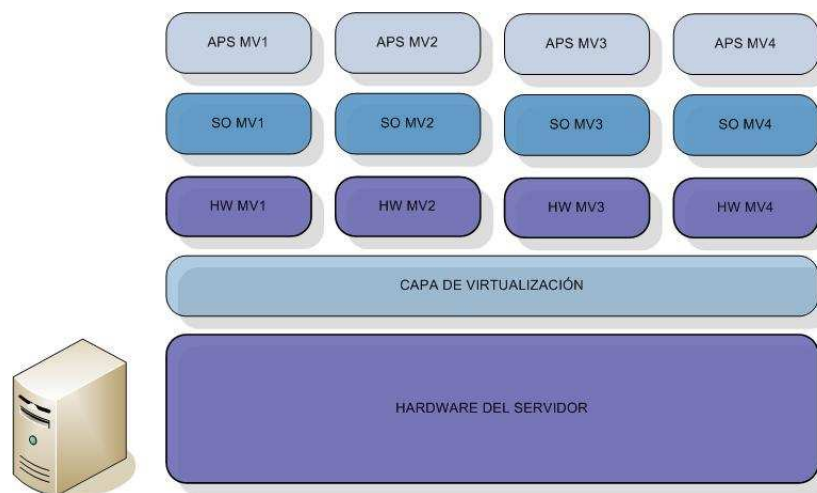 APS MV1
APS MV2
APS MV3
APS MV4
SO MV1
SO MV2
SO MV3
SO MV4
HW MV1
HW MV2
HW MV3
HW MV4
CAPA DE VIRTUALIZACIÓN
HARDWARE DEL SERVIDOR